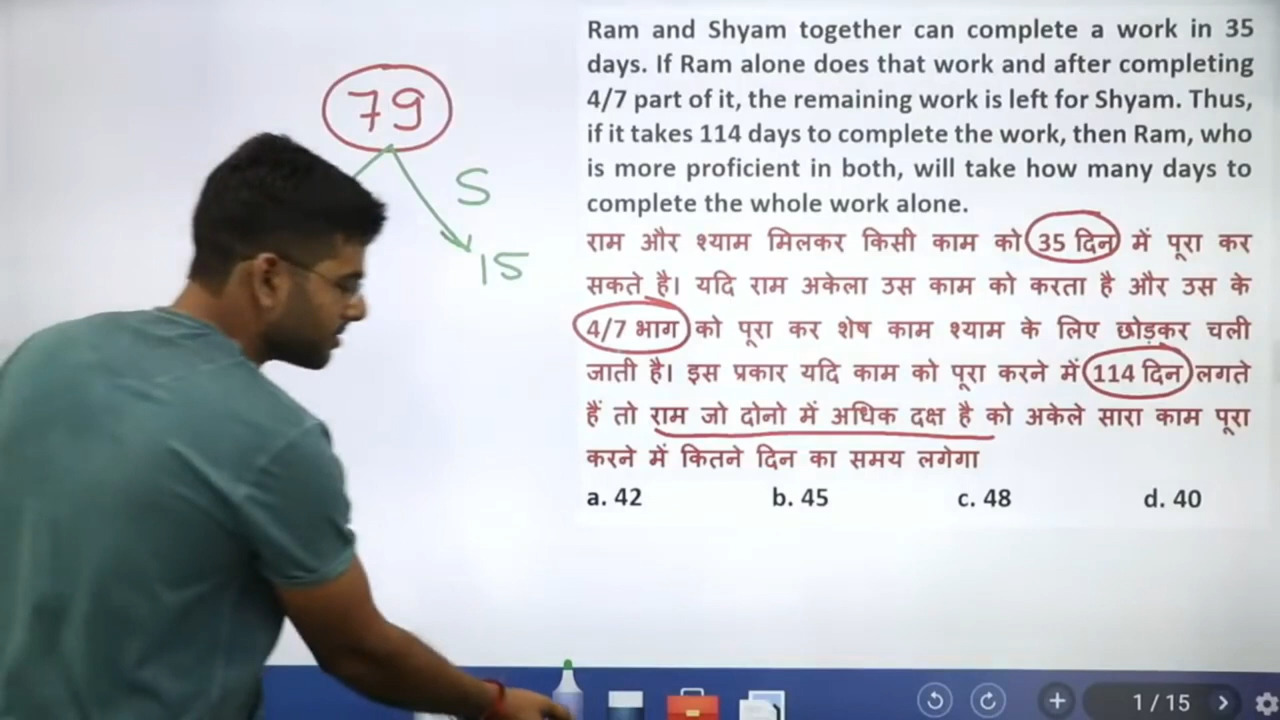 79
S
15
Ram and Shyam together can complete a work in 35
days. If Ram alone does that work and after completing
4/7 part of it, the remaining work is left for Shyam. Thus,
if it takes 114 days to complete the work, then Ram, who
is more proficient in both, will take how many days to
complete the whole work alone.
राम और श्याम मिलकर किसी काम को 35 दिन में पूरा कर
सकते है। यदि राम अकेला उस काम को करता है और उस के
4/7 भाग को पूरा कर शेष काम श्याम के लिए छोड़कर चली
जाती है। इस प्रकार यदि काम को पूरा करने में 114 दिन लगते
हैं तो राम जो दोनो में अधिक दक्ष है को अकेले सारा काम पूरा
करने में कितने दिन का समय लगेगा
a. 42 b. 45 c. 48 d. 40
1 / 15